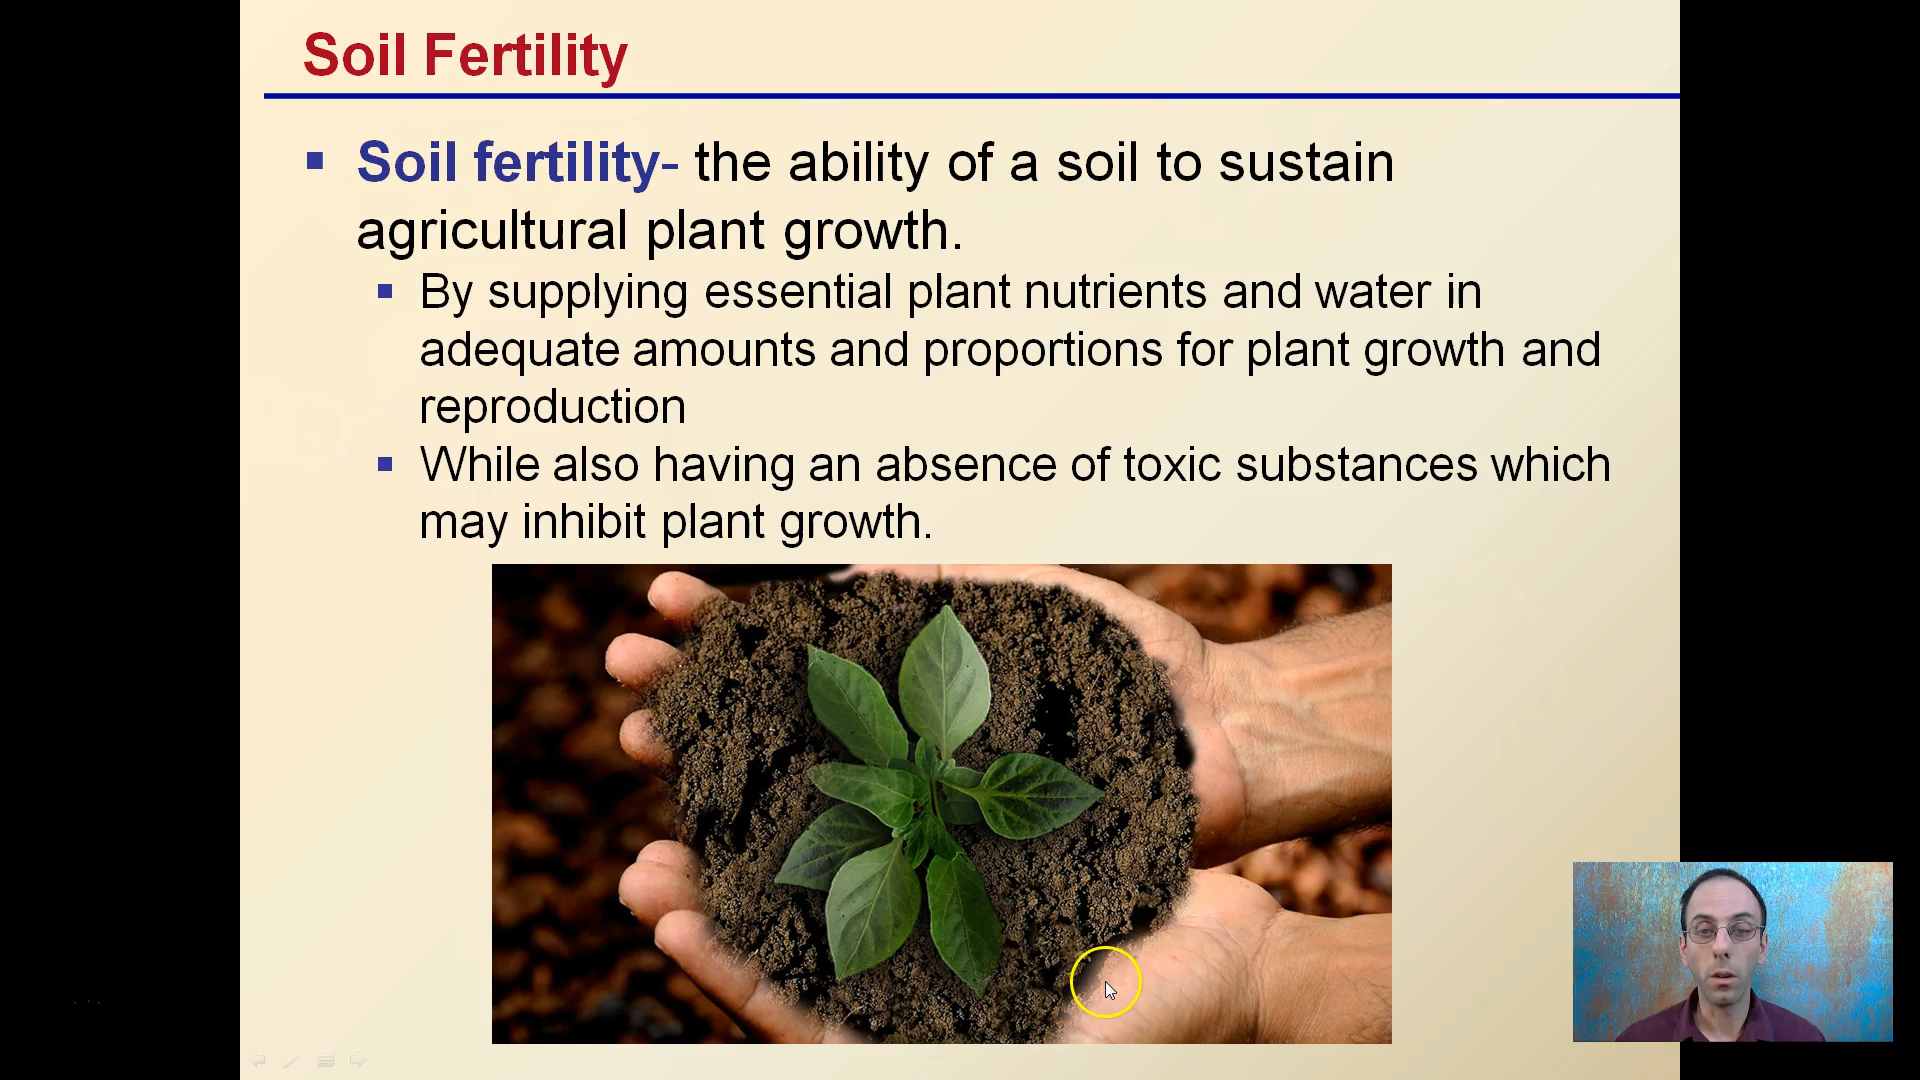 Soil Fertility
Soil fertility- the ability of a soil to sustain
agricultural plant growth.
By supplying essential plant nutrients and water in
adequate amounts and proportions for plant growth and
reproduction
While also having an absence of toxic substances which
may inhibit plant growth.